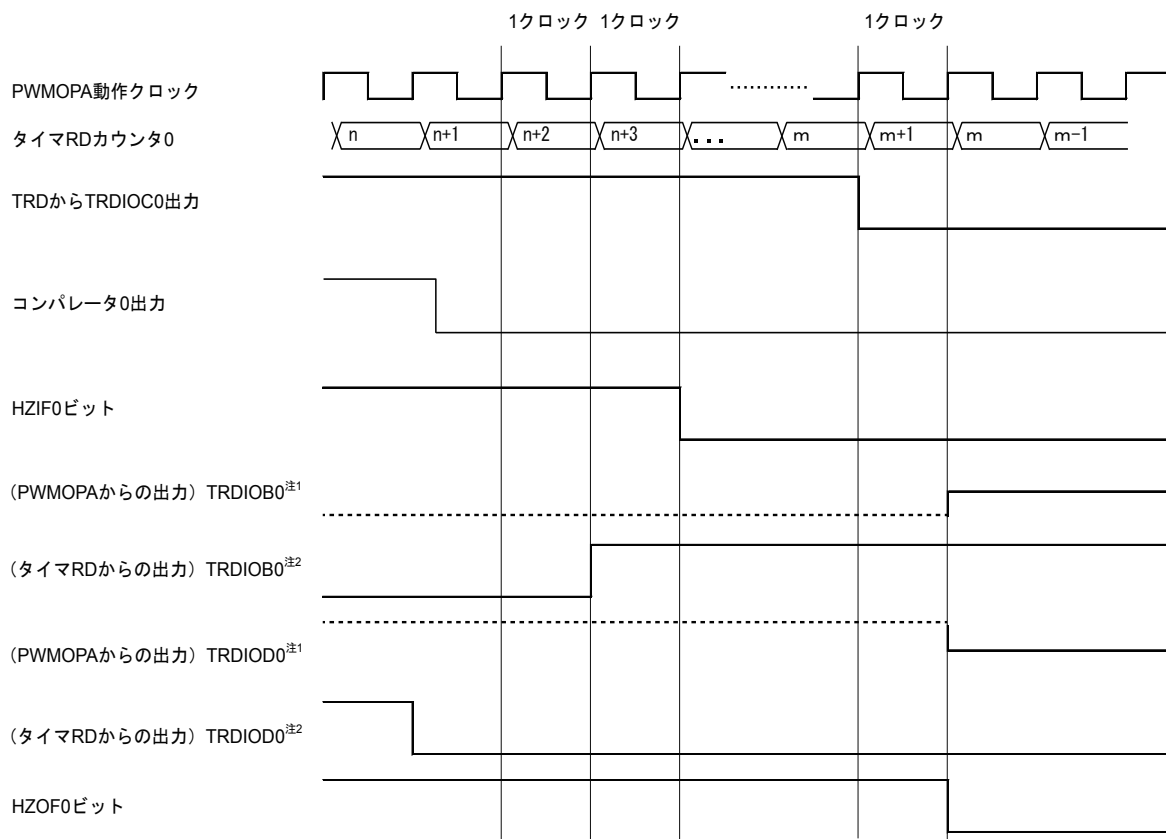 1クロック 1クロック 1クロック
PWMOPA動作クロック
タイマRDカウンタ0 n n+1 n+2 n+3 ... m m+1 m m-1
TRDからTRDIOC0出力
コンパレータ0出力
HZIF0ビット
(PWMOPAからの出力) TRDIOB0注1
(タイマRDからの出力) TRDIOB0注2
(PWMOPAからの出力) TRDIOD0注1
(タイマRDからの出力) TRDIOD0注2
HZOF0ビット